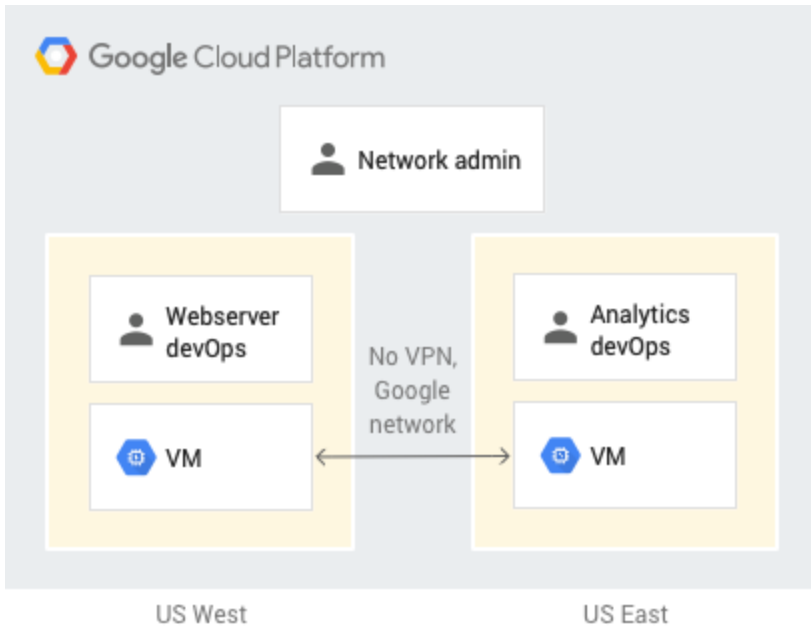 Google Cloud Platform
Network admin
Webserver
devOps
VM
No VPN,
Google
network
Analytics
devOps
VM
US West
US East